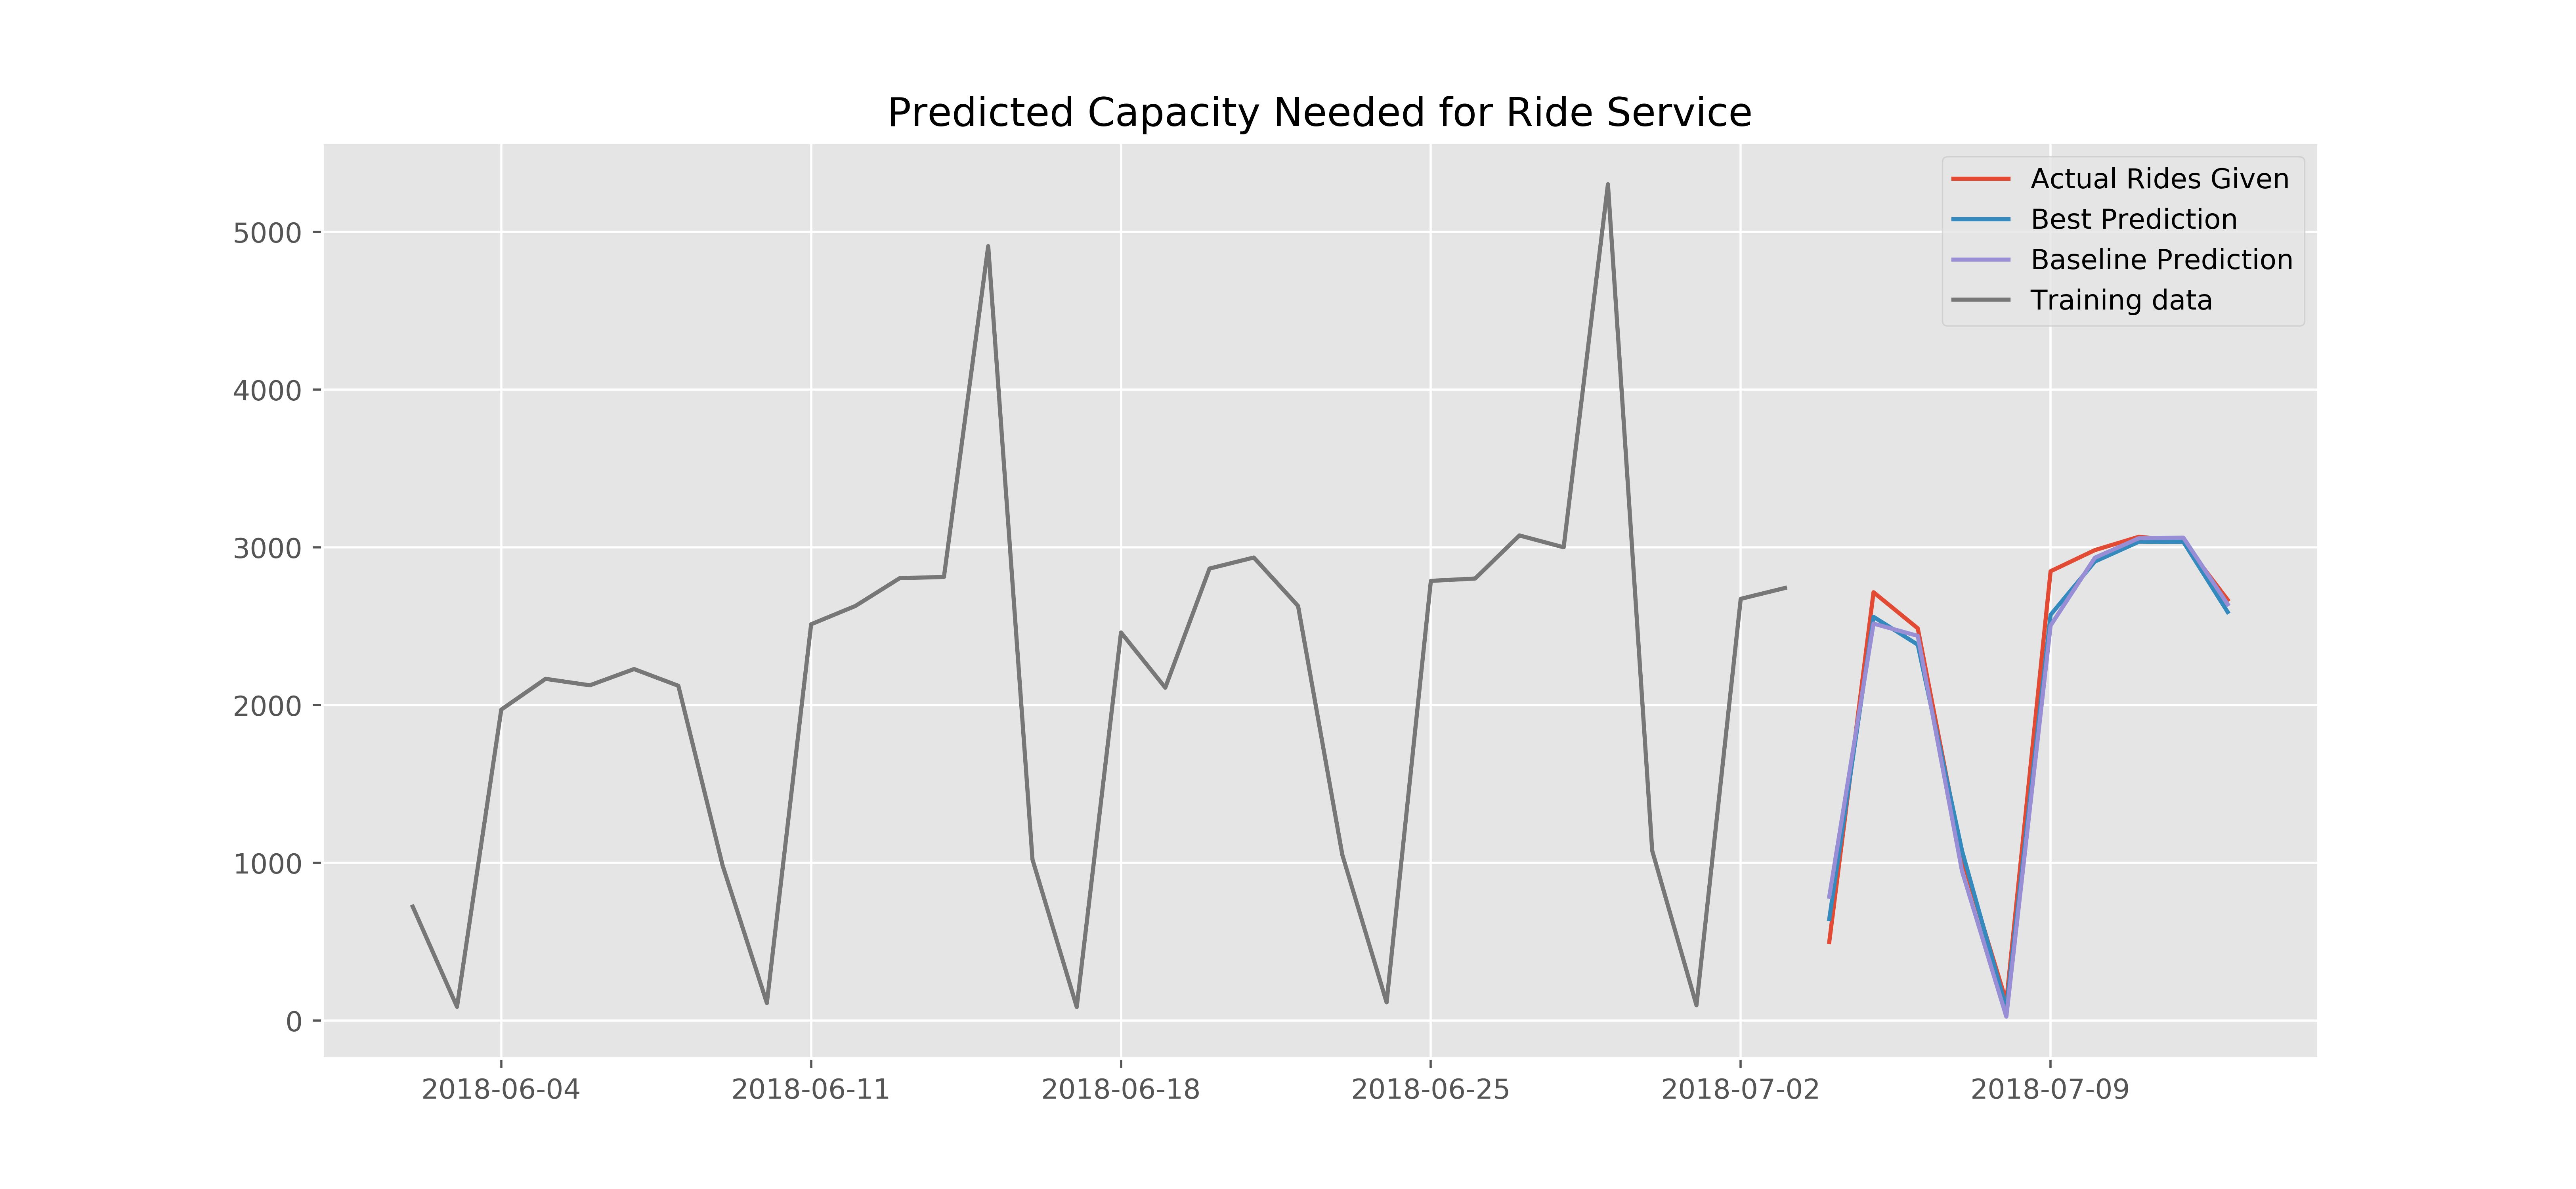 Predicted Capacity Needed for Ride Service
Actual Rides Given
Best Prediction
Baseline Prediction
Training data
5000
4000
3000
2000
1000
0
2018-06-04
2018-06-11
2018-06-18
2018-06-25
2018-07-02
2018-07-09